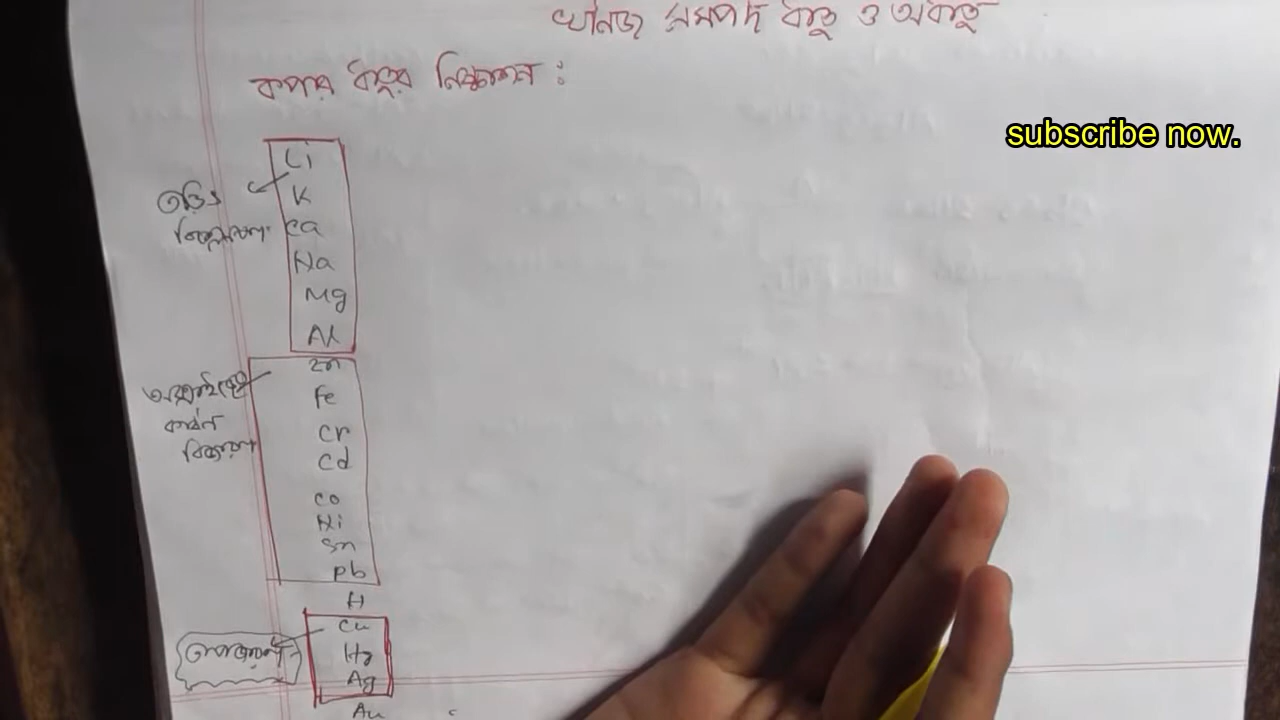 খনিজ সম্পদ ধাতু ও অধাতু
কপার ধাতুর নিষ্কাশন :
subscribe now.
Li
K
তড়িৎ
বিশ্লেষণ
Ca
Na
Mg
Al
Zn
Fe
কার্বন
বিজারণ
Cr
Cd
Co
Ni
Sn
Pb
H
Cu
Hg
Ag
Au